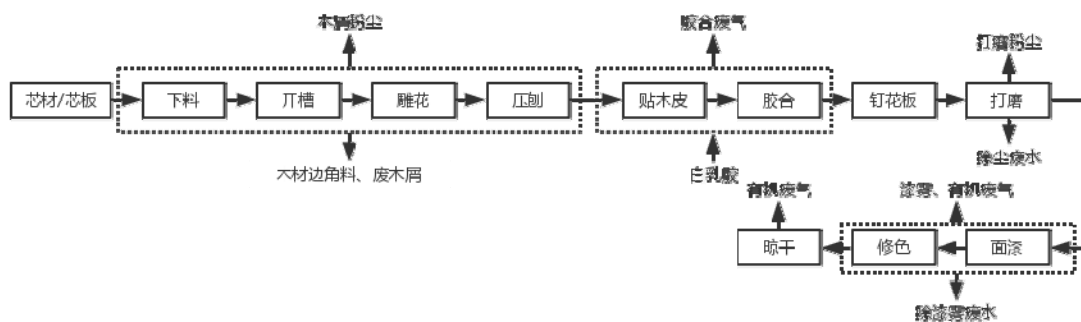 木屑粉尘
胶合废气
打磨粉尘
芯材/芯板
下料
开槽
雕花
压刨
贴木皮
胶合
钉花板
打磨
木材边角料、废木屑
白乳胶
除尘废水
有机废气
漆雾、有机废气
晾干
修色
面漆
除漆雾废水